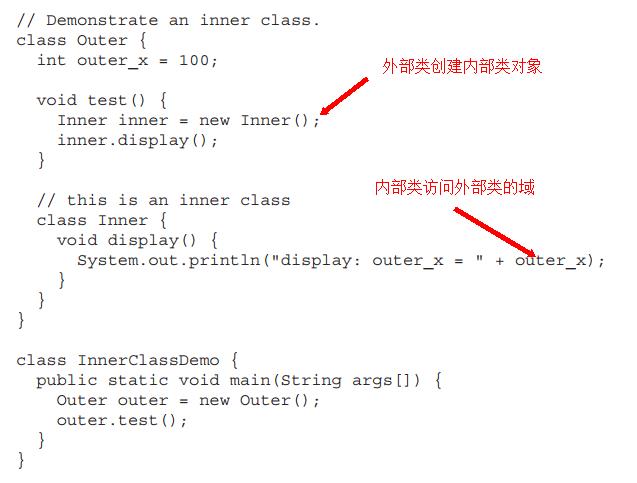 // Demonstrate an inner class.
class Outer {
int outer_x = 100;
外部类创建内部类对象
void test() {
Inner inner = new Inner();
inner.display();
}
内部类访问外部类的域
// this is an inner class
class Inner {
void display() {
System.out.println("display: outer_x = " + outer_x);
}
}
}
class InnerClassDemo {
public static void main(String args[]) {
Outer outer = new Outer();
outer.test();
}
}